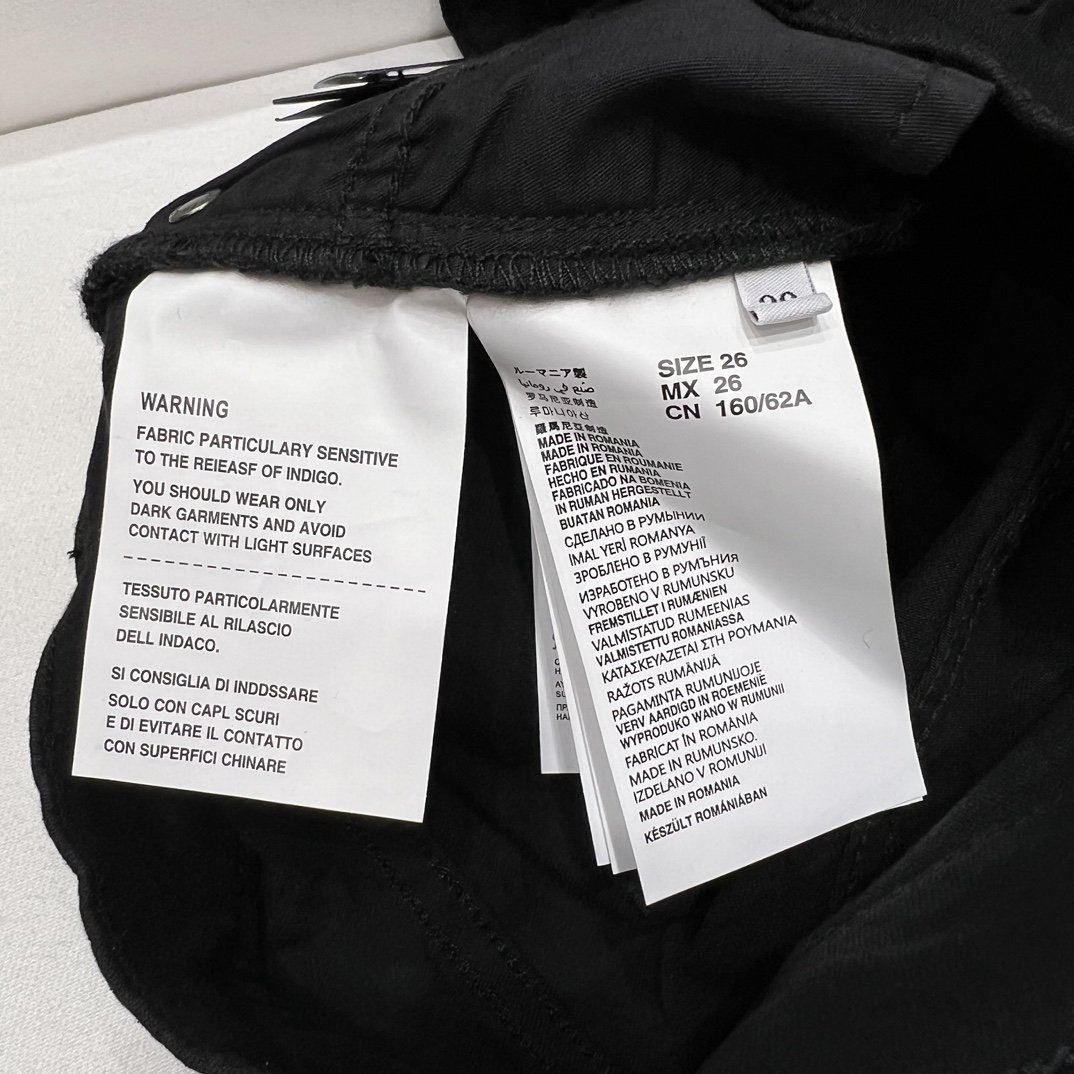 WARNING
FABRIC PARTICULARY SENSITIVE
TO THE REIEASF OF INDIGO.
YOU SHOULD WEAR ONLY
DARK GARMENTS AND AVOID
CONTACT WITH LIGHT SURFACES
TESSUTO PARTICOLARMENTE
SENSIBILE AL RILASCIO
DELL INDACO.
SI CONSIGLIA DI INDDSSARE
SOLO CON CAPL SCURI
E DI EVITARE IL CONTATTO
CON SUPERFICI CHINARE
SIZE 26
MX 26
CN 160/62A
ルーマニア製
صنع في رومانيا
罗马尼亚制造
루마니아산
羅馬尼亞製造
MADE IN ROMANIA
MADE IN ROMANIA
FABRIQUE EN ROUMANIE
HECHO EN RUMANIA
FABRICADO NA BOMENIA
IN RUMAN HERGESTELLT
BUATAN ROMANIA
СДЕЛАНО В РУМЫНИИ
IMAL YERİ ROMANYA
ЗРОБЛЕНО В РУМУНІЇ
ИЗРАБОТЕНО В РУМЪНИЯ
VYROBENO V RUMUNSKU
FREMSTILLET I RUMÆNIEN
VALMISTATUD RUMEENIAS
VALMISTETTU ROMANIASSA
ΚΑΤΑΣΚΕΥΑΖΕΤΑΙ ΣΤΗ ΡΟΥΜΑΝΙΑ
RAŽOTS RUMĀNIJĀ
PAGAMINTA RUMUNIJOJE
VERV AARDIGD IN ROEMENIË
WYPRODUKO WANO W RUMUNII
FABRICAT ÎN ROMÂNIA
MADE IN RUMUNSKO.
IZDELANO V ROMUNIJI
MADE IN ROMANIA
KÉSZÜLT ROMÁNIÁBAN